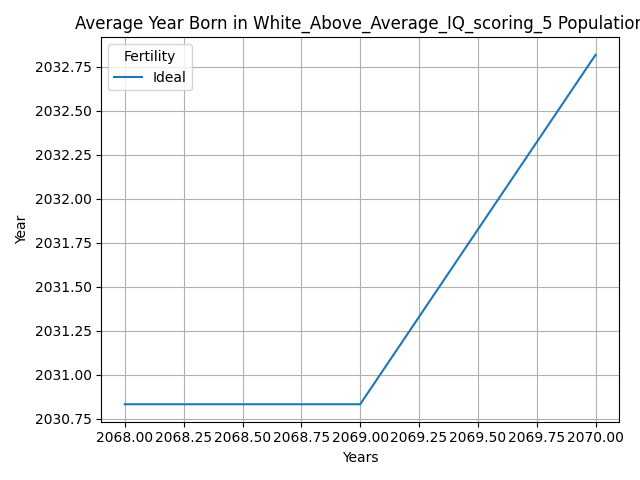 Average Year Born in White_Above_Average_IQ_scoring_5 Population
Fertility
Ideal
2032.75
2032.50
2032.25
2032.00
2031.75
2031.50
2031.25
2031.00
2030.75
Year
2068.00 2068.25 2068.50 2068.75 2069.00 2069.25 2069.50 2069.75 2070.00
Years